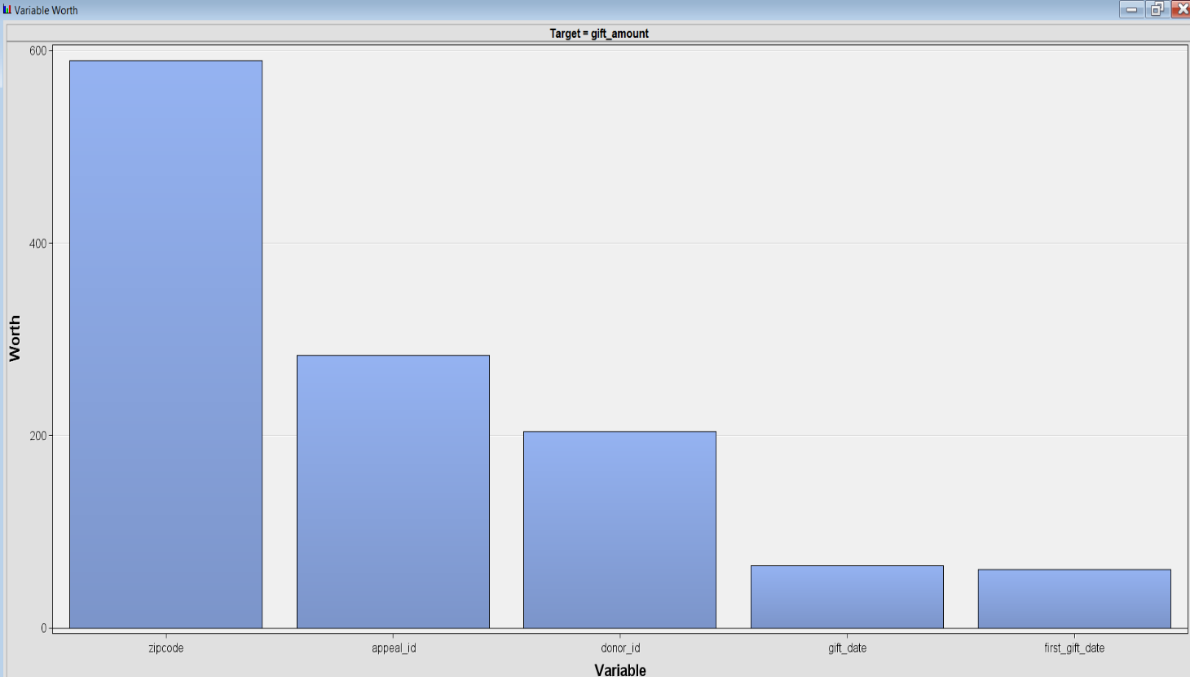 Variable Worth
Target = gift_amount
600
400
200
0
Worth
zipcode appeal_id donor_id gift_date first_gift_date
Variable